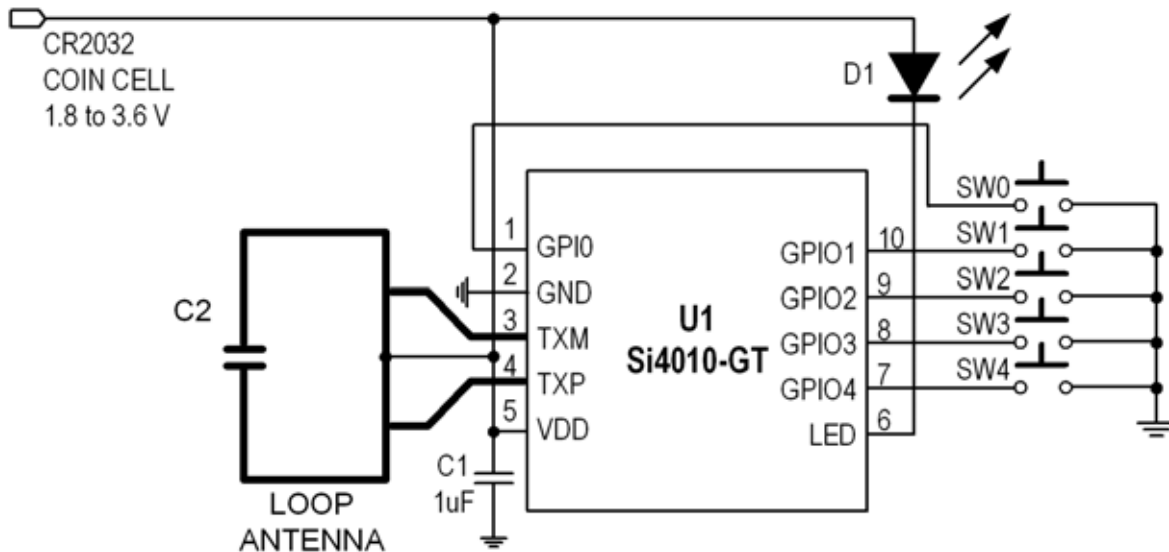 CR2032
COIN CELL
1.8 to 3.6 V
D1
SW0
1
GPI0
GPIO1
10
SW1
2
GND
GPIO2
9
SW2
C2
3
TXM
U1
GPIO3
8
SW3
4
TXP
Si4010-GT
GPIO4
7
SW4
5
VDD
LED
6
C1
1uF
LOOP
ANTENNA